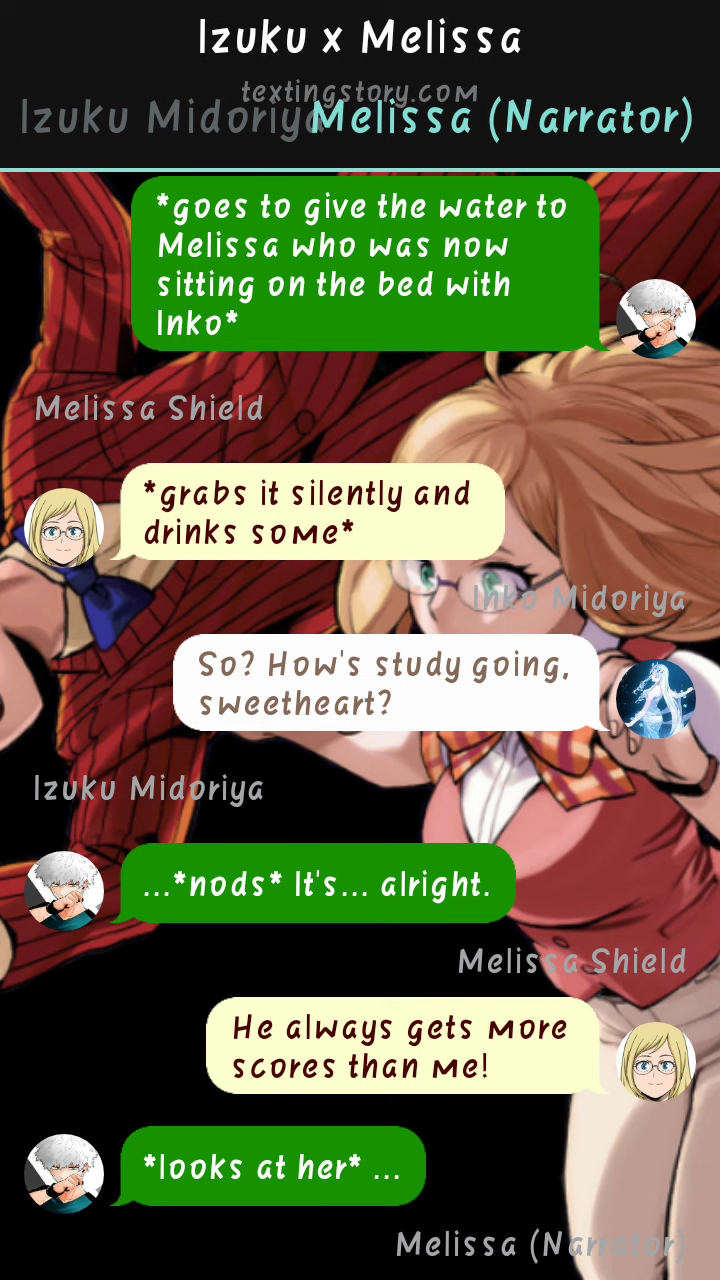 Izuku x Melissa
textingstory.com
Izuku Midoriya
Melissa (Narrator)
*goes to give the water to
Melissa who was now
sitting on the bed with
Inko*
Melissa Shield
*grabs it silently and
drinks some*
Inko Midoriya
So? How's study going,
sweetheart?
Izuku Midoriya
...*nods* It's... alright.
Melissa Shield
He always gets more
scores than me!
*looks at her* ...
Melissa (Narrator)